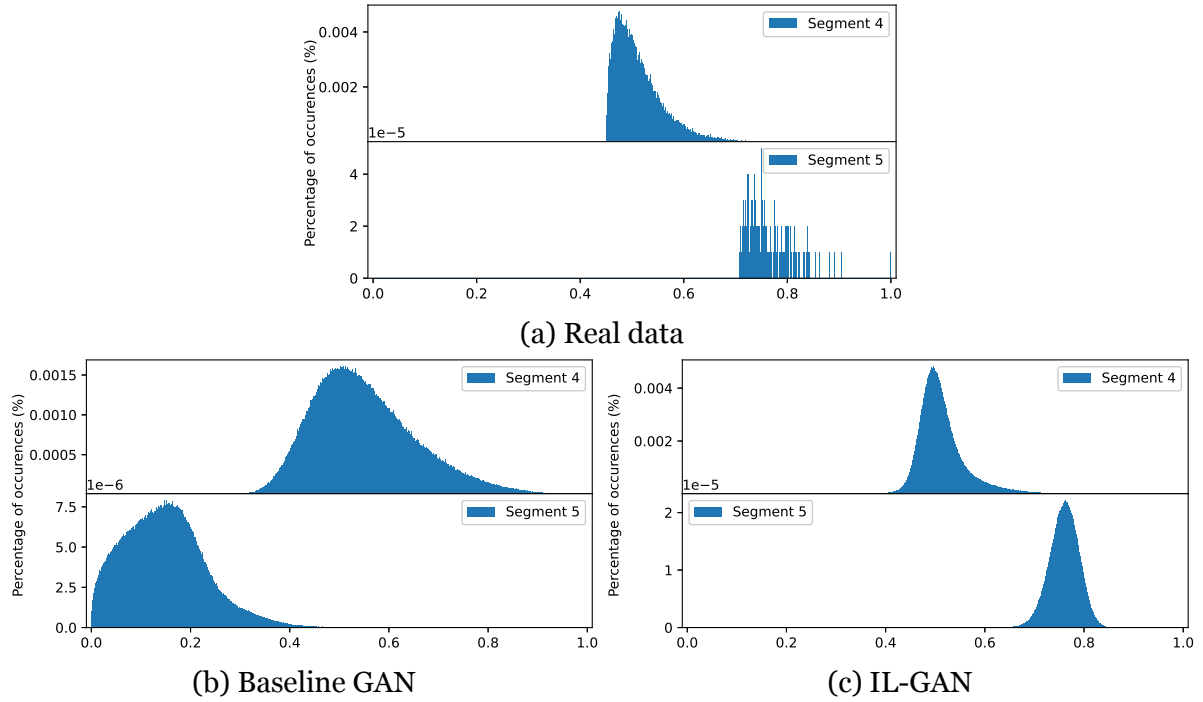 Percentage of occurences (%)
0.004
0.002
Segment 4
1e−5
4
2
0
Segment 5
0.0 0.2 0.4 0.6 0.8 1.0
(a) Real data
Percentage of occurences (%)
0.0015
0.0010
0.0005
Segment 4
1e−6
7.5
5.0
2.5
0.0
Segment 5
0.0 0.2 0.4 0.6 0.8 1.0
(b) Baseline GAN
Percentage of occurences (%)
0.004
0.002
Segment 4
1e−5
2
1
0
Segment 5
0.0 0.2 0.4 0.6 0.8 1.0
(c) IL-GAN